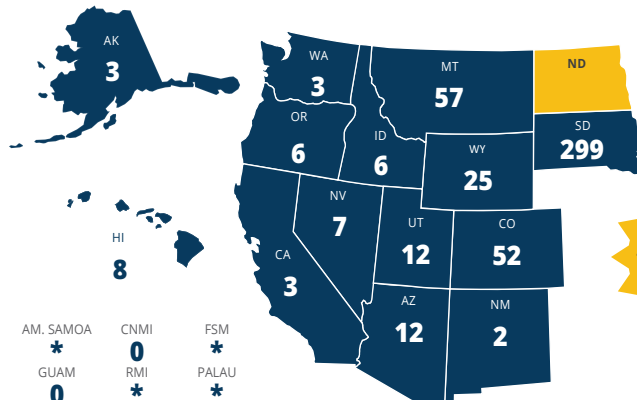 AK
3
WA
3
MT
57
ND
OR
6
ID
6
WY
25
SD
299
NV
7
UT
12
CO
52
CA
3
HI
8
AZ
12
NM
2
AM. SAMOA CNMI FSM
* 0 *
GUAM RMI PALAU
0 * *